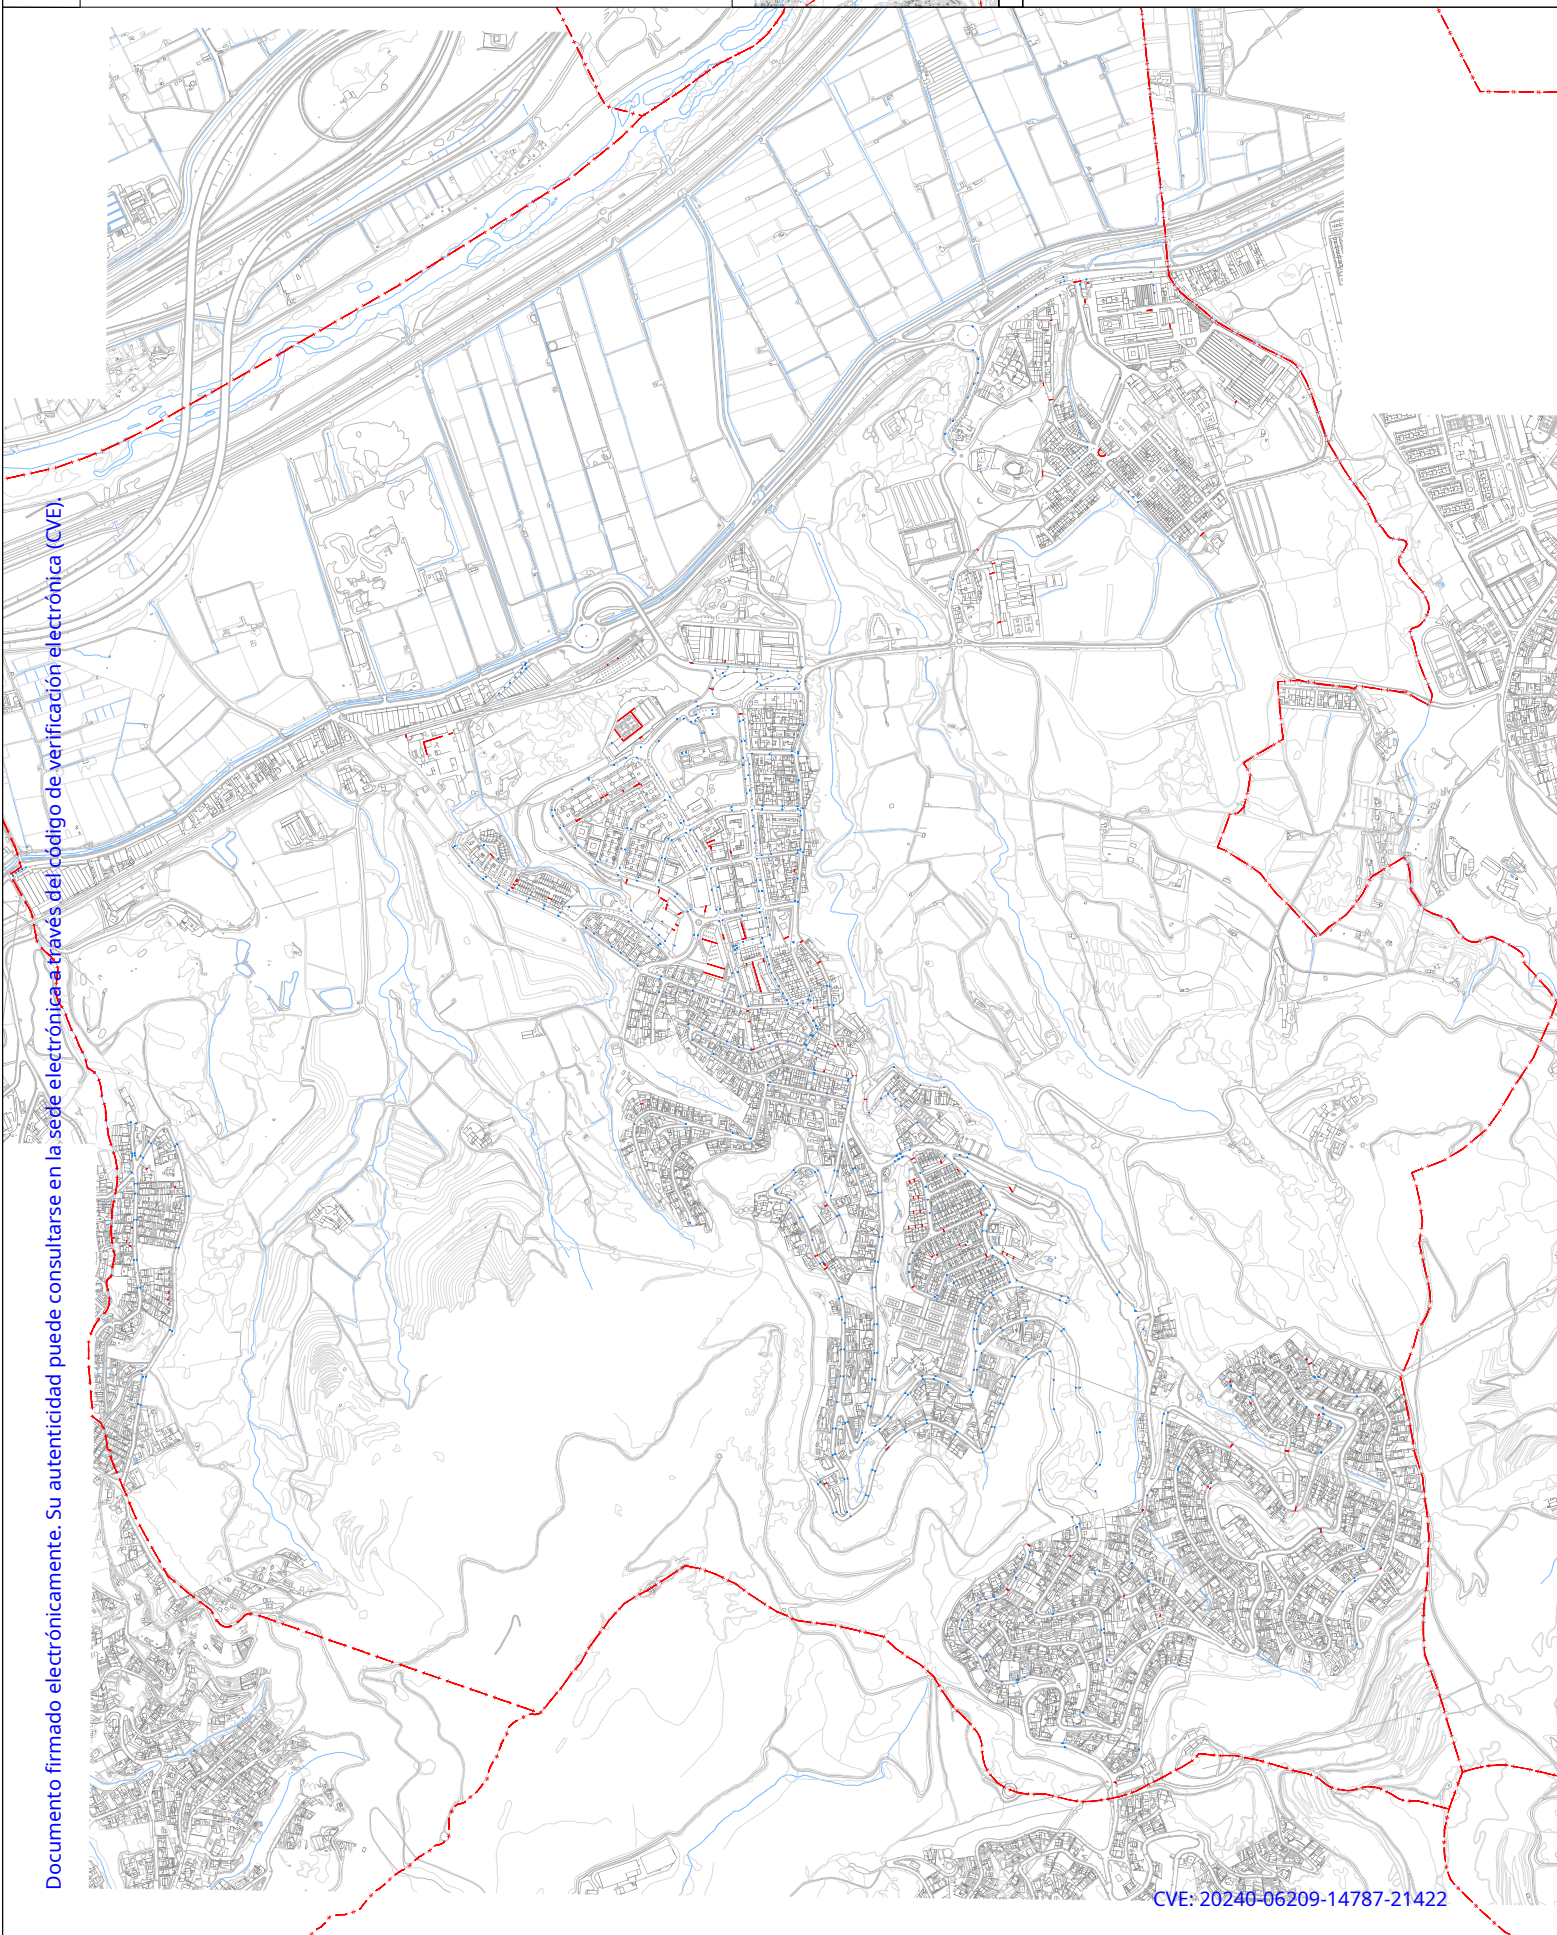 Documento firmado electrónicamente. Su autenticidad puede consultarse en la sede electrónica a través del código de verificación electrónica (CVE).
CVE: 20240-06209-14787-21422